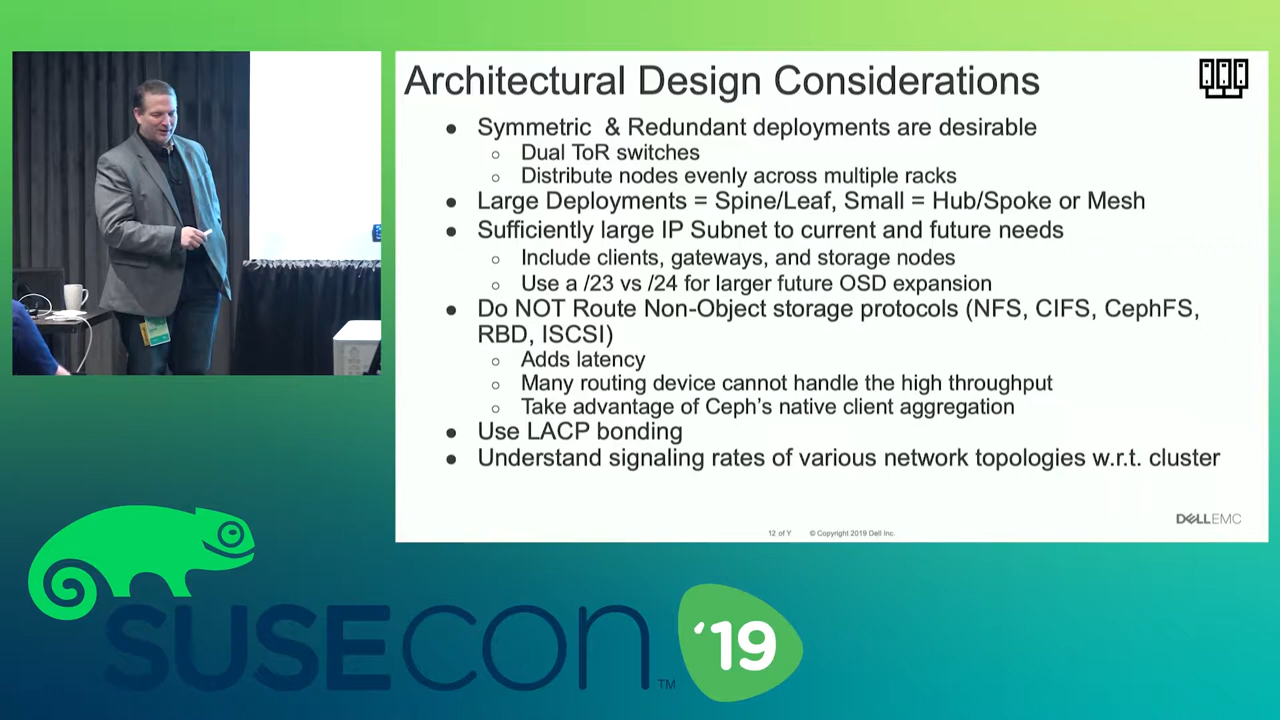 Architectural Design Considerations
● Symmetric & Redundant deployments are desirable
○ Dual ToR switches
○ Distribute nodes evenly across multiple racks
● Large Deployments = Spine/Leaf, Small = Hub/Spoke or Mesh
● Sufficiently large IP Subnet to current and future needs
○ Include clients, gateways, and storage nodes
○ Use a /23 vs /24 for larger future OSD expansion
● Do NOT Route Non-Object storage protocols (NFS, CIFS, CephFS,
RBD, ISCSI)
○ Adds latency
○ Many routing device cannot handle the high throughput
○ Take advantage of Ceph's native client aggregation
● Use LACP bonding
● Understand signaling rates of various network topologies w.r.t. cluster
DELLEMC
12 of Y © Copyright 2019 Dell Inc.
SUSECON™ '19